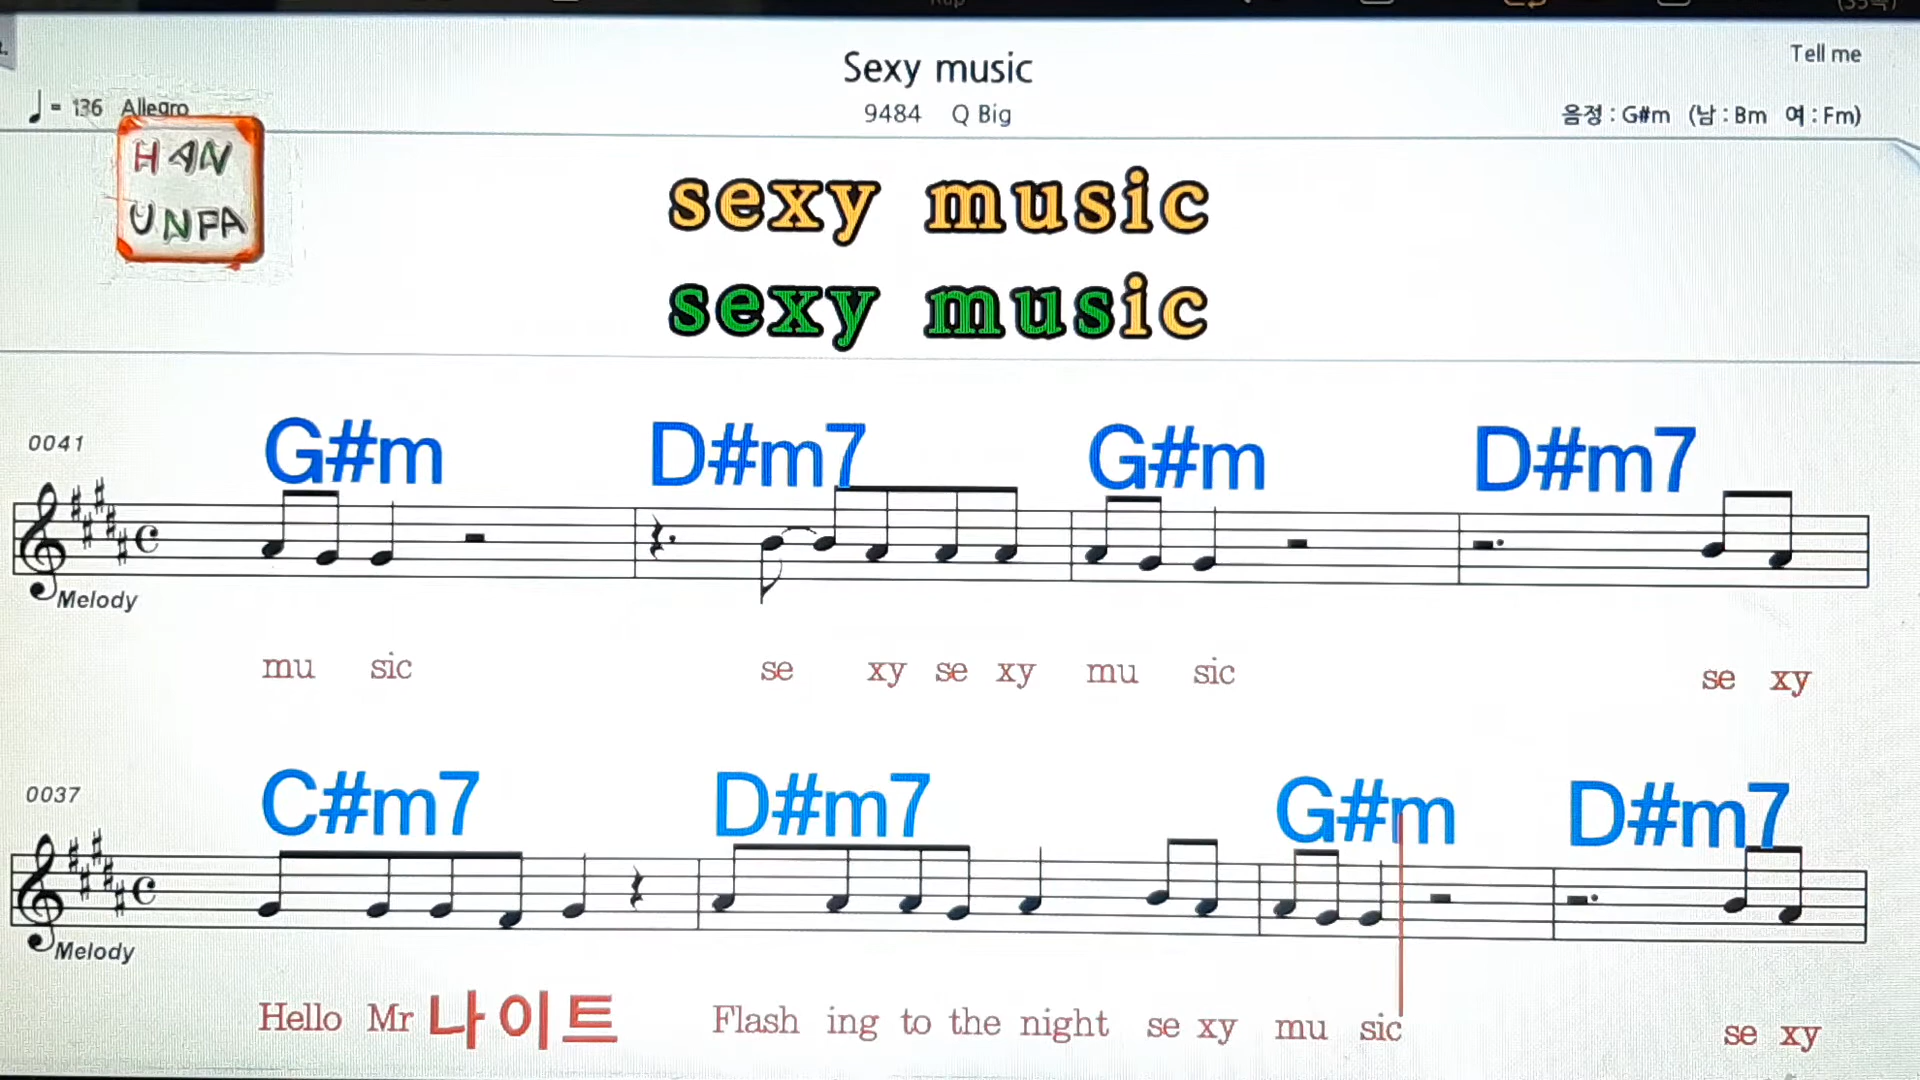 Sexy music
Tell me
= 136 Allegro
9484 Q Big
음정 : G#m (남 : Bm 여 : Fm)
HAN
UNFA
sexy music
sexy music
0041
G#m D#m7 G#m D#m7
Melody
mu sic se xy se xy mu sic se xy
0037
C#m7 D#m7 G#m D#m7
Melody
Hello Mr 나이트 Flash ing to the night se xy mu sic se xy